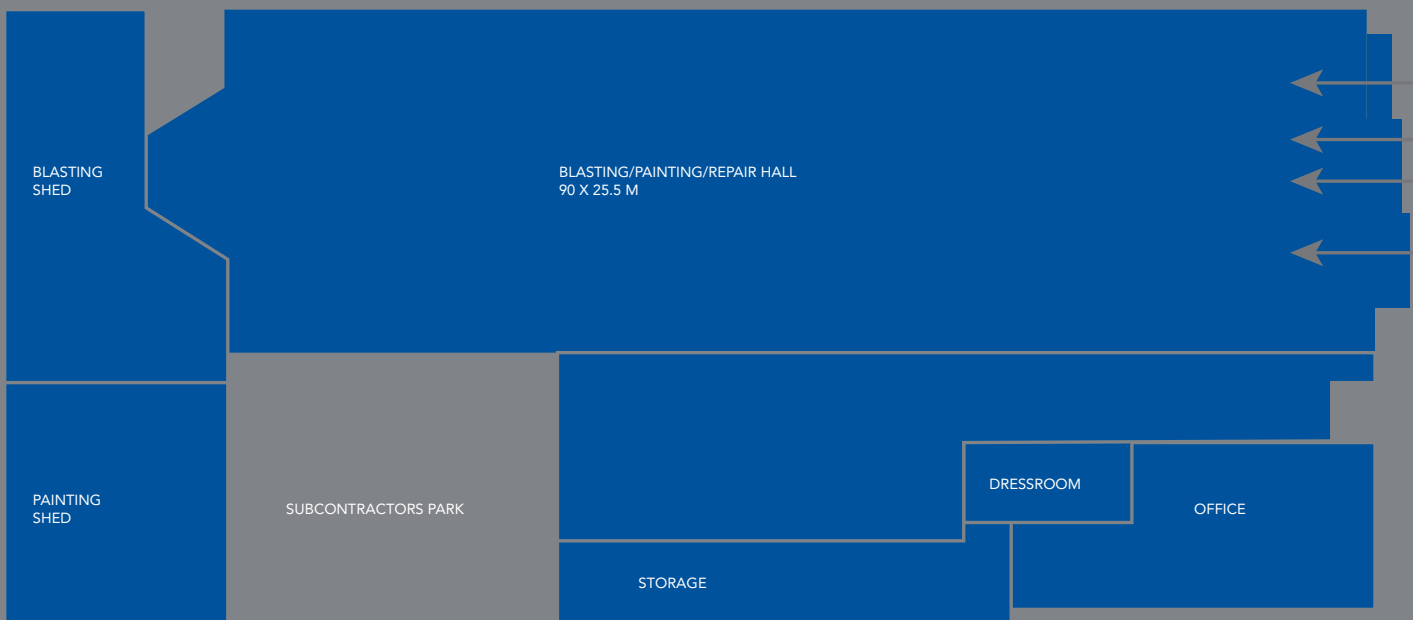 BLASTING
SHED
BLASTING/PAINTING/REPAIR HALL
90 X 25.5 M
PAINTING
SHED
SUBCONTRACTORS PARK
DRESSROOM
OFFICE
STORAGE